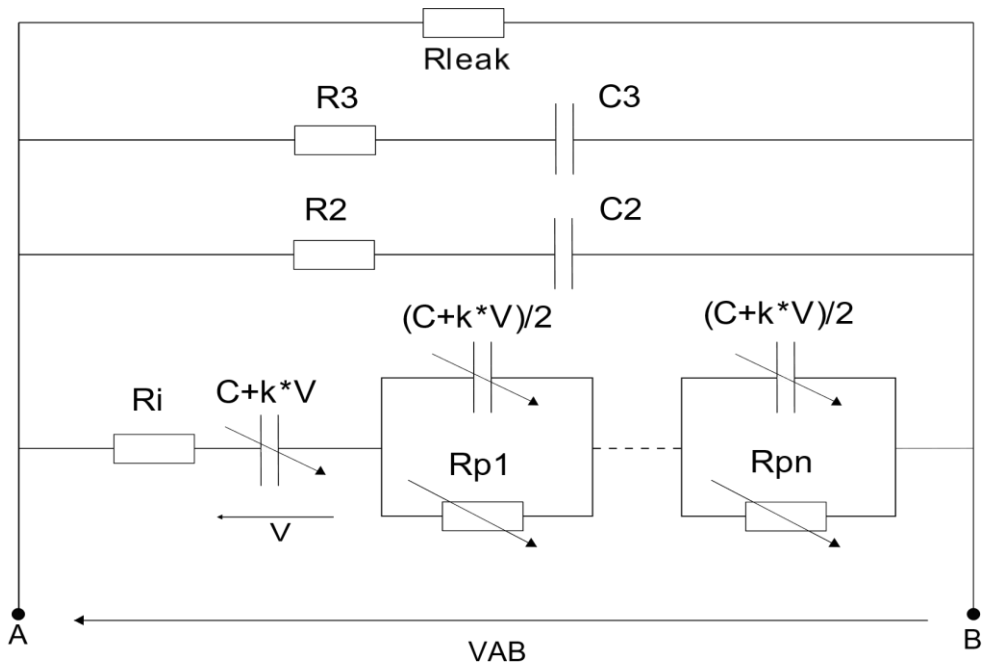 Rleak
R3
C3
R2
C2
(C+k*V)/2
(C+k*V)/2
Ri
C+k*V
Rp1
Rpn
V
A
B
VAB